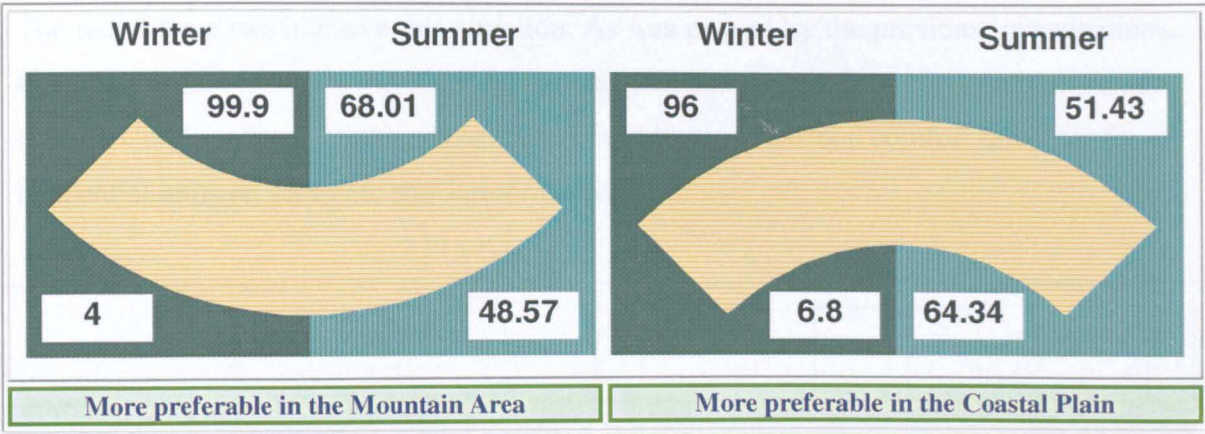 Winter Summer Winter Summer
99.9 68.01 96 51.43
4 48.57 6.8 64.34
More preferable in the Mountain Area More preferable in the Coastal Plain